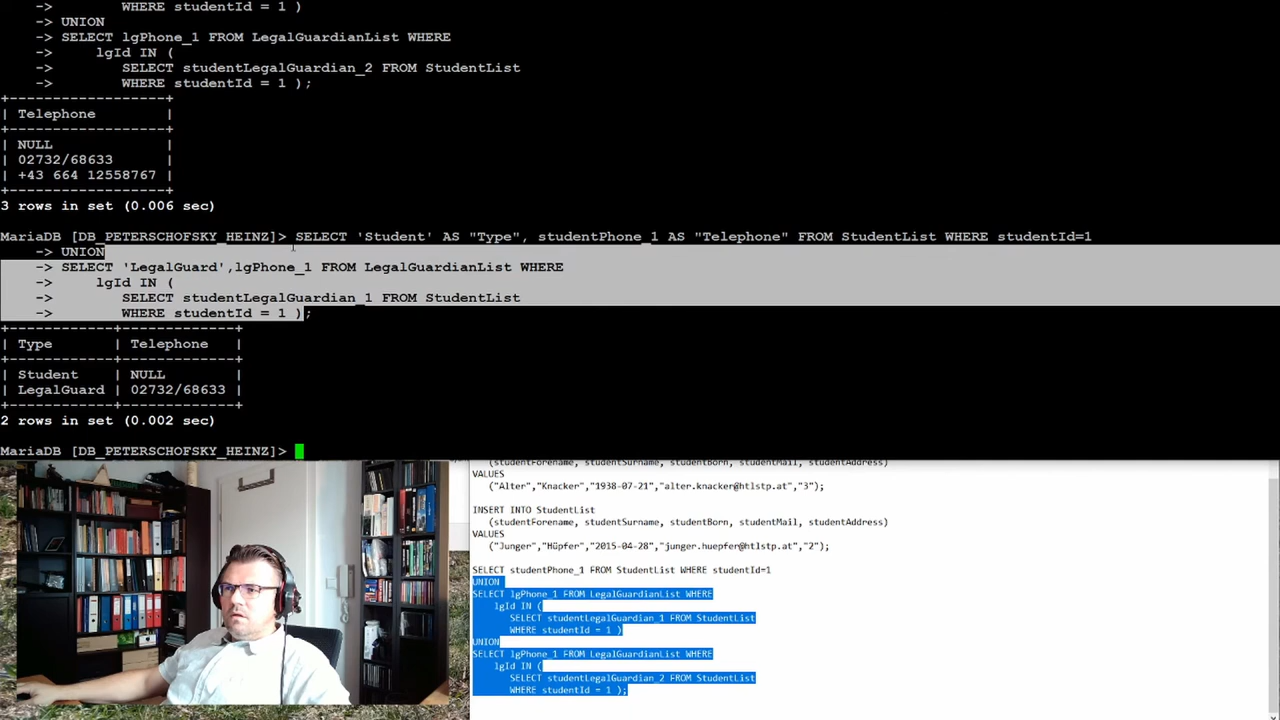 ->        WHERE studentId = 1 )
    -> UNION
    -> SELECT lgPhone_1 FROM LegalGuardianList WHERE
    ->     lgId IN (
    ->        SELECT studentLegalGuardian_2 FROM StudentList
    ->        WHERE studentId = 1 );
+------------------+
| Telephone        |
+------------------+
| NULL             |
| 02732/68633      |
| +43 664 12558767 |
+------------------+
3 rows in set (0.006 sec)
MariaDB [DB_PETERSCHOFSKY_HEINZ]> SELECT 'Student' AS "Type", studentPhone_1 AS "Telephone" FROM StudentList WHERE studentId=1
    -> UNION
    -> SELECT 'LegalGuard',lgPhone_1 FROM LegalGuardianList WHERE
    ->     lgId IN (
    ->        SELECT studentLegalGuardian_1 FROM StudentList
    ->        WHERE studentId = 1 );
+------------+-------------+
| Type       | Telephone   |
+------------+-------------+
| Student    | NULL        |
| LegalGuard | 02732/68633 |
+------------+-------------+
2 rows in set (0.002 sec)
MariaDB [DB_PETERSCHOFSKY_HEINZ]>
(studentForename, studentSurname, studentBorn, studentMail, studentAddress)
VALUES
("Alter","Knacker","1938-07-21","alter.knacker@htlstp.at","3");
INSERT INTO StudentList
(studentForename, studentSurname, studentBorn, studentMail, studentAddress)
VALUES
("Junger","Hüpfer","2015-04-28","junger.huepfer@htlstp.at","2");
SELECT studentPhone_1 FROM StudentList WHERE studentId=1
UNION
SELECT lgPhone_1 FROM LegalGuardianList WHERE
lgId IN (
SELECT studentLegalGuardian_1 FROM StudentList
WHERE studentId = 1 )
UNION
SELECT lgPhone_1 FROM LegalGuardianList WHERE
lgId IN (
SELECT studentLegalGuardian_2 FROM StudentList
WHERE studentId = 1 );